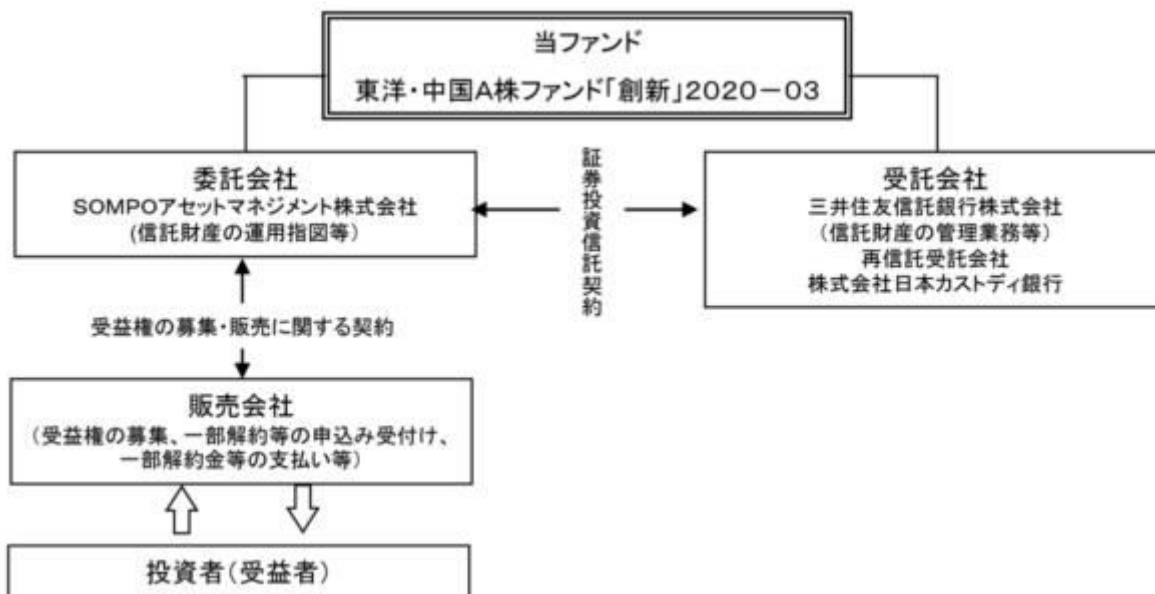 当ファンド
東洋・中国A株ファンド「創新」2020－03
委託会社
SOMPOアセットマネジメント株式会社
(信託財産の運用指図等)
証券投資信託契約
受託会社
三井住友信託銀行株式会社
(信託財産の管理業務等)
再信託受託会社
株式会社日本カストディ銀行
受益権の募集・販売に関する契約
販売会社
(受益権の募集、一部解約等の申込み受付け、
一部解約金等の支払い等)
投資者(受益者)